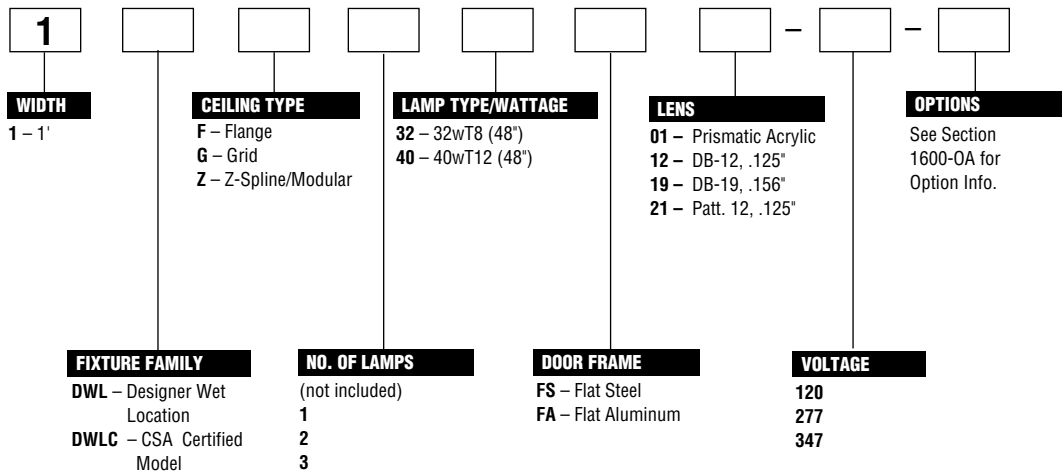 1
–
–
WIDTH
1 – 1'
CEILING TYPE
F – Flange
G – Grid
Z – Z-Spline/Modular
LAMP TYPE/WATTAGE
32 – 32wT8 (48")
40 – 40wT12 (48")
LENS
01 – Prismatic Acrylic
12 – DB-12, .125"
19 – DB-19, .156"
21 – Patt. 12, .125"
OPTIONS
See Section
1600-OA for
Option Info.
FIXTURE FAMILY
DWL – Designer Wet
Location
DWLC – CSA Certified
Model
NO. OF LAMPS
(not included)
1
2
3
DOOR FRAME
FS – Flat Steel
FA – Flat Aluminum
VOLTAGE
120
277
347